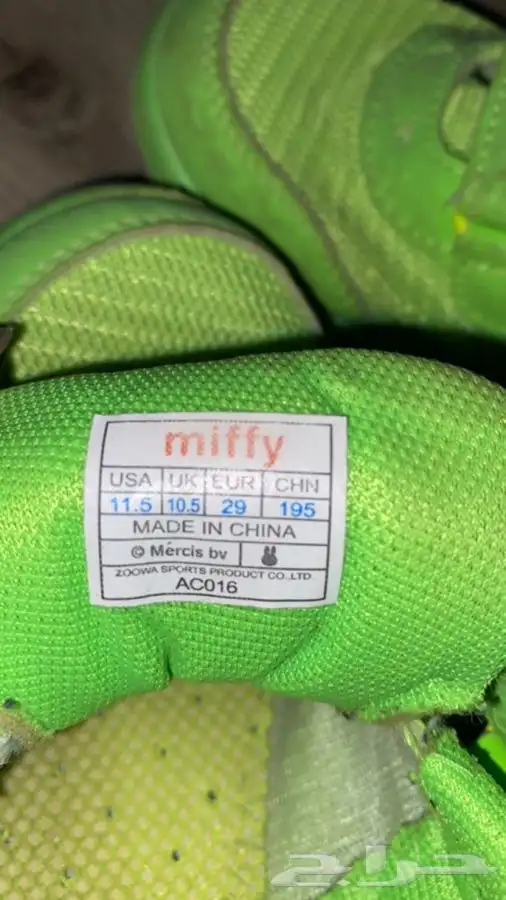 miffy
USA UK EUR CHN
11.5 10.5 29 195
MADE IN CHINA
© Mercis bv
ZOOWA SPORTS PRODUCT CO.,LTD
AC016
حراج